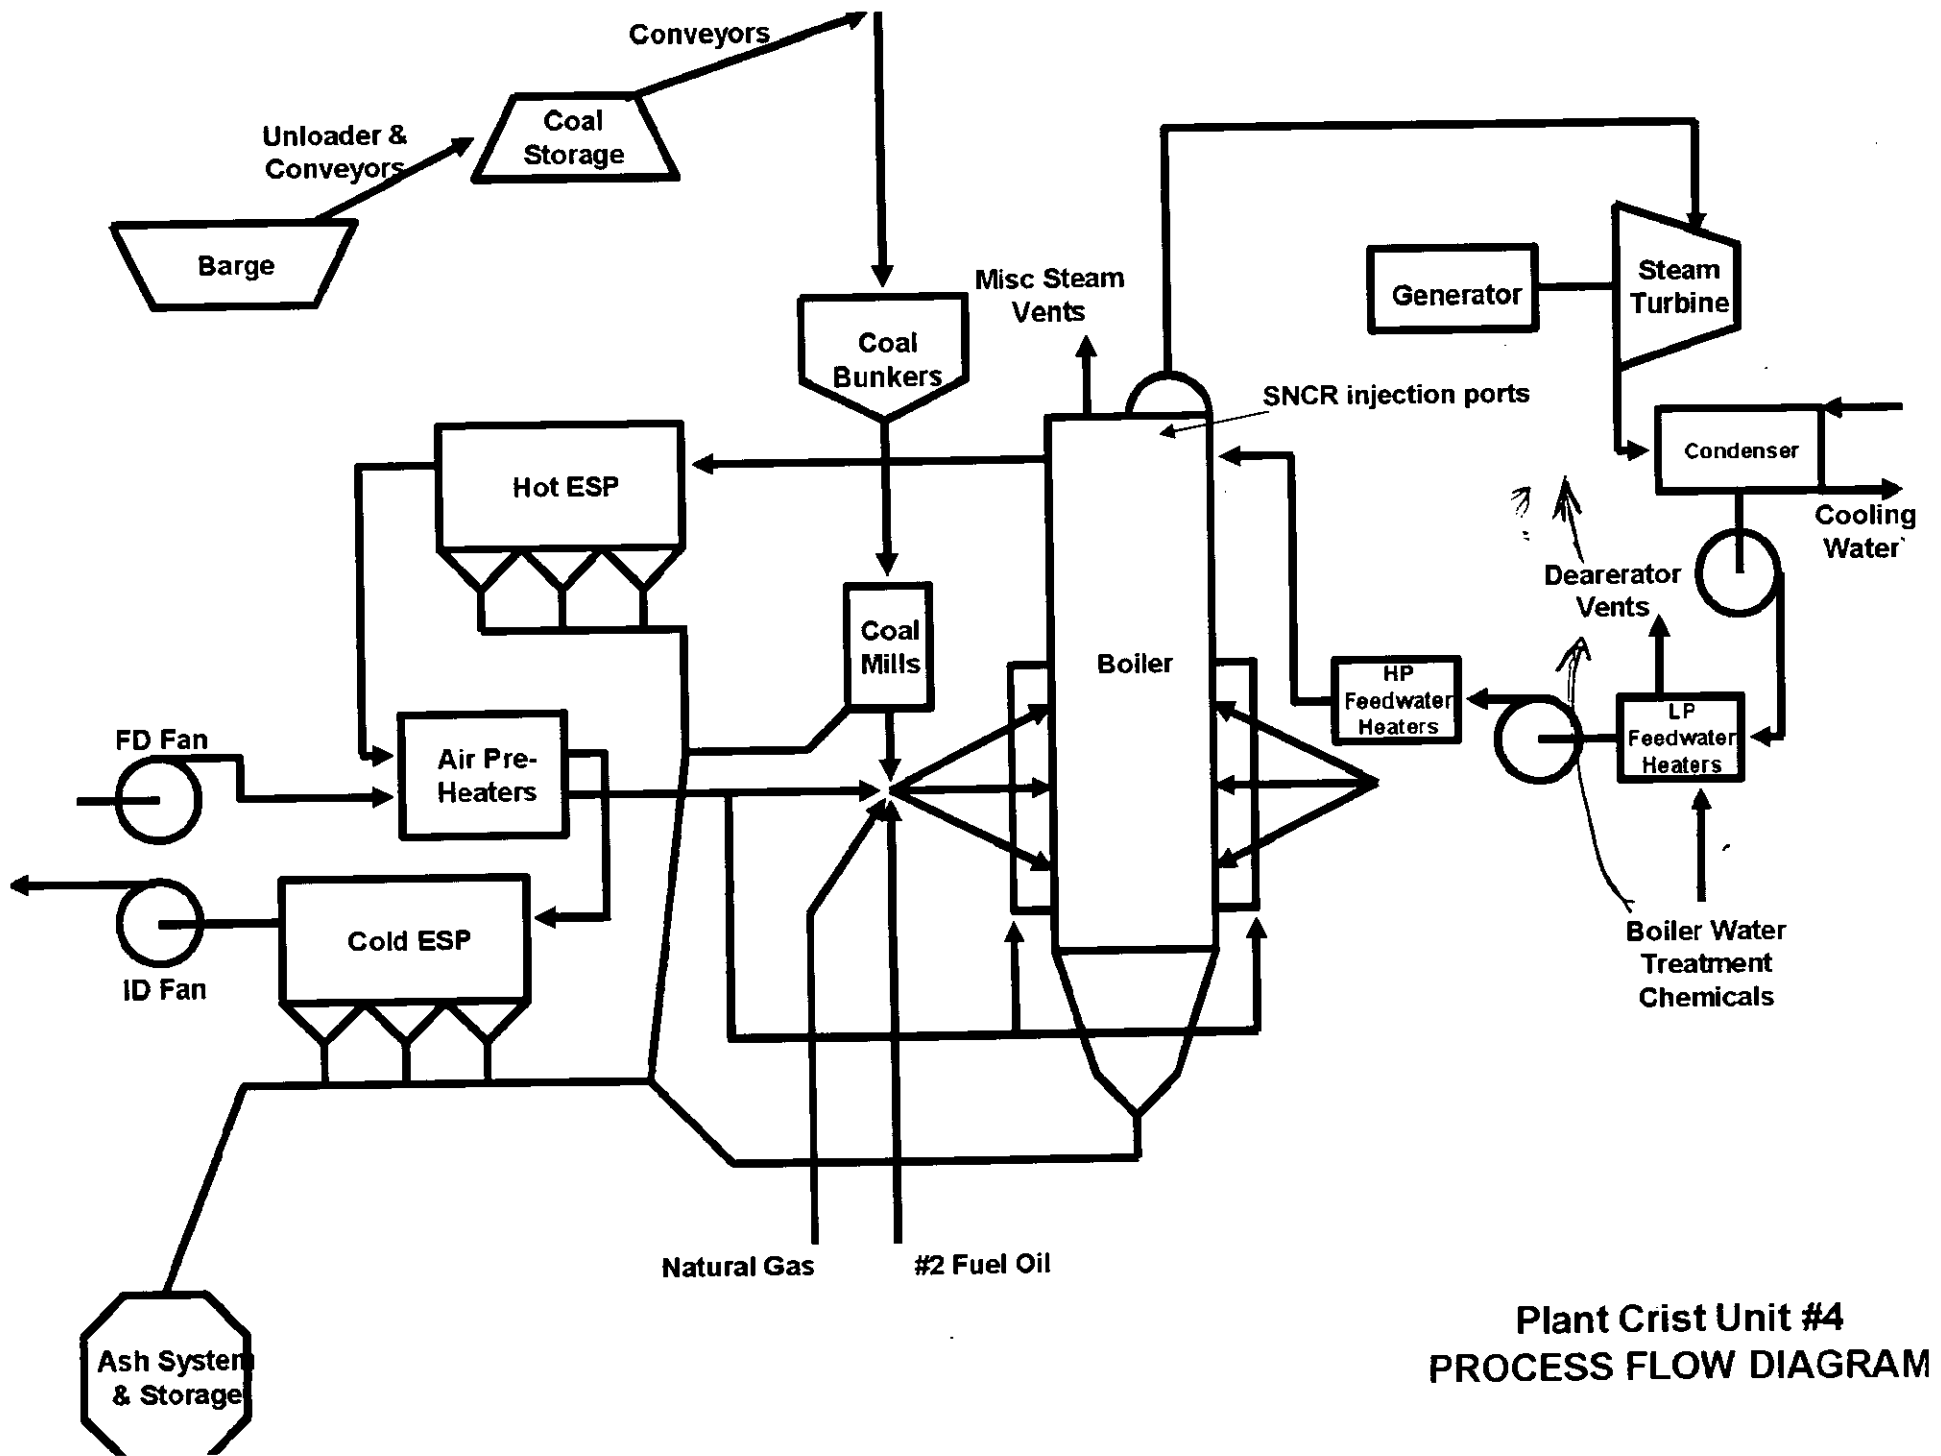 Conveyors
Unloader &
Conveyors
Coal
Storage
Barge
Misc Steam
Vents
Coal
Bunkers
Generator
Steam
Turbine
SNCR injection ports
Condenser
Cooling
Water
Hot ESP
Dearerator
Vents
Coal
Mills
Boiler
HP
Feedwater
Heaters
LP
Feedwater
Heaters
FD Fan
Air Pre-
Heaters
Cold ESP
ID Fan
Boiler Water
Treatment
Chemicals
Natural Gas
#2 Fuel Oil
Ash System
& Storage
Plant Crist Unit #4
PROCESS FLOW DIAGRAM